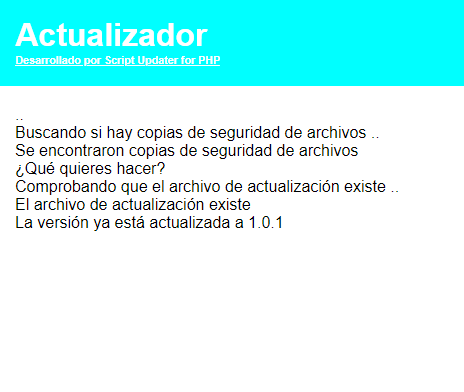 Actualizador
Desarrollado por Script Updater for PHP
..
Buscando si hay copias de seguridad de archivos ..
Se encontraron copias de seguridad de archivos
¿Qué quieres hacer?
Comprobando que el archivo de actualización existe ..
El archivo de actualización existe
La versión ya está actualizada a 1.0.1